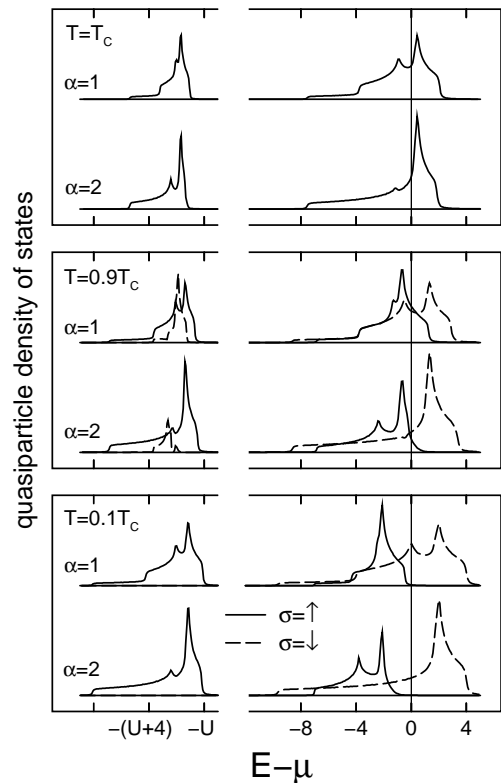 T=T_C
α=1
α=2
T=0.9T_C
α=1
α=2
T=0.1T_C
α=1
σ=↑
σ=↓
α=2
−(U+4) −U −8 −4 0 4
E−μ
quasiparticle density of states